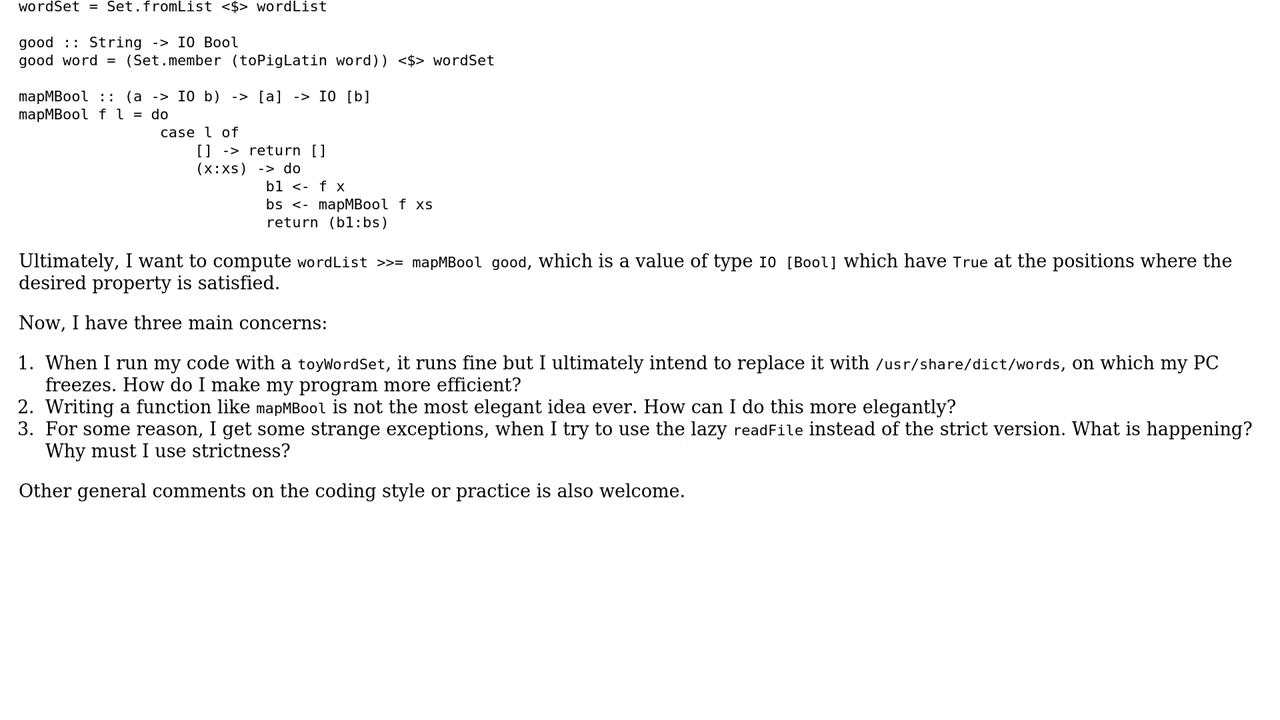 wordSet = Set.fromList <$> wordList
good :: String -> IO Bool
good word = (Set.member (toPigLatin word)) <$> wordSet
mapMBool :: (a -> IO b) -> [a] -> IO [b]
mapMBool f l = do
                case l of
                    [] -> return []
                    (x:xs) -> do
                            b1 <- f x
                            bs <- mapMBool f xs
                            return (b1:bs)
Ultimately, I want to compute wordList >>= mapMBool good, which is a value of type IO [Bool] which have True at the positions where the
desired property is satisfied.
Now, I have three main concerns:
1. When I run my code with a toyWordSet, it runs fine but I ultimately intend to replace it with /usr/share/dict/words, on which my PC
freezes. How do I make my program more efficient?
2. Writing a function like mapMBool is not the most elegant idea ever. How can I do this more elegantly?
3. For some reason, I get some strange exceptions, when I try to use the lazy readFile instead of the strict version. What is happening?
Why must I use strictness?
Other general comments on the coding style or practice is also welcome.